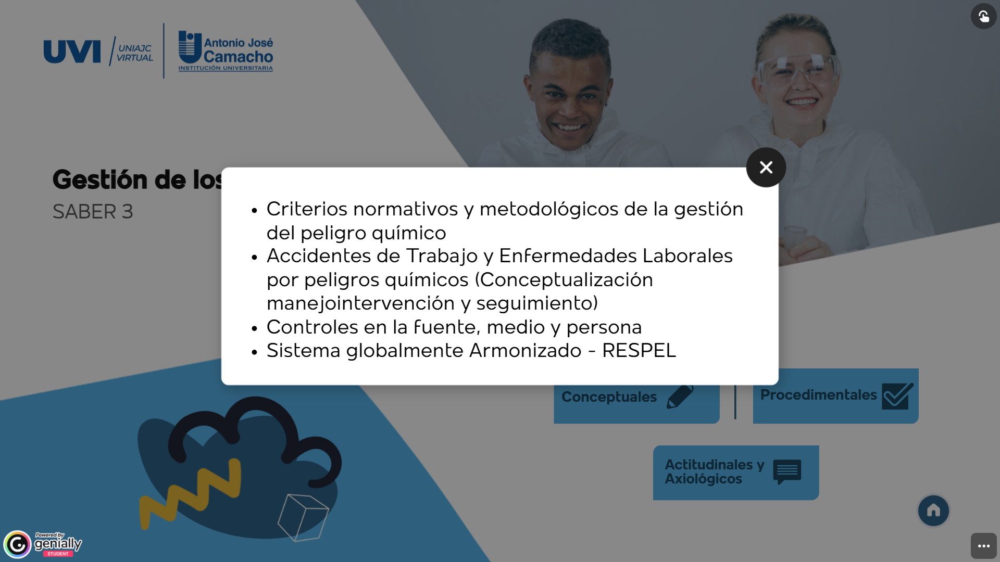 UVI
UNIAJC
VIRTUAL
Antonio José
Camacho
INSTITUCIÓN UNIVERSITARIA
Gestión de los
SABER 3
• Criterios normativos y metodológicos de la gestión
del peligro químico
• Accidentes de Trabajo y Enfermedades Laborales
por peligros químicos (Conceptualización
manejointervención y seguimiento)
• Controles en la fuente, medio y persona
• Sistema globalmente Armonizado - RESPEL
Conceptuales
Procedimentales
Actitudinales y
Axiológicos
Powered by
genially
STUDENT